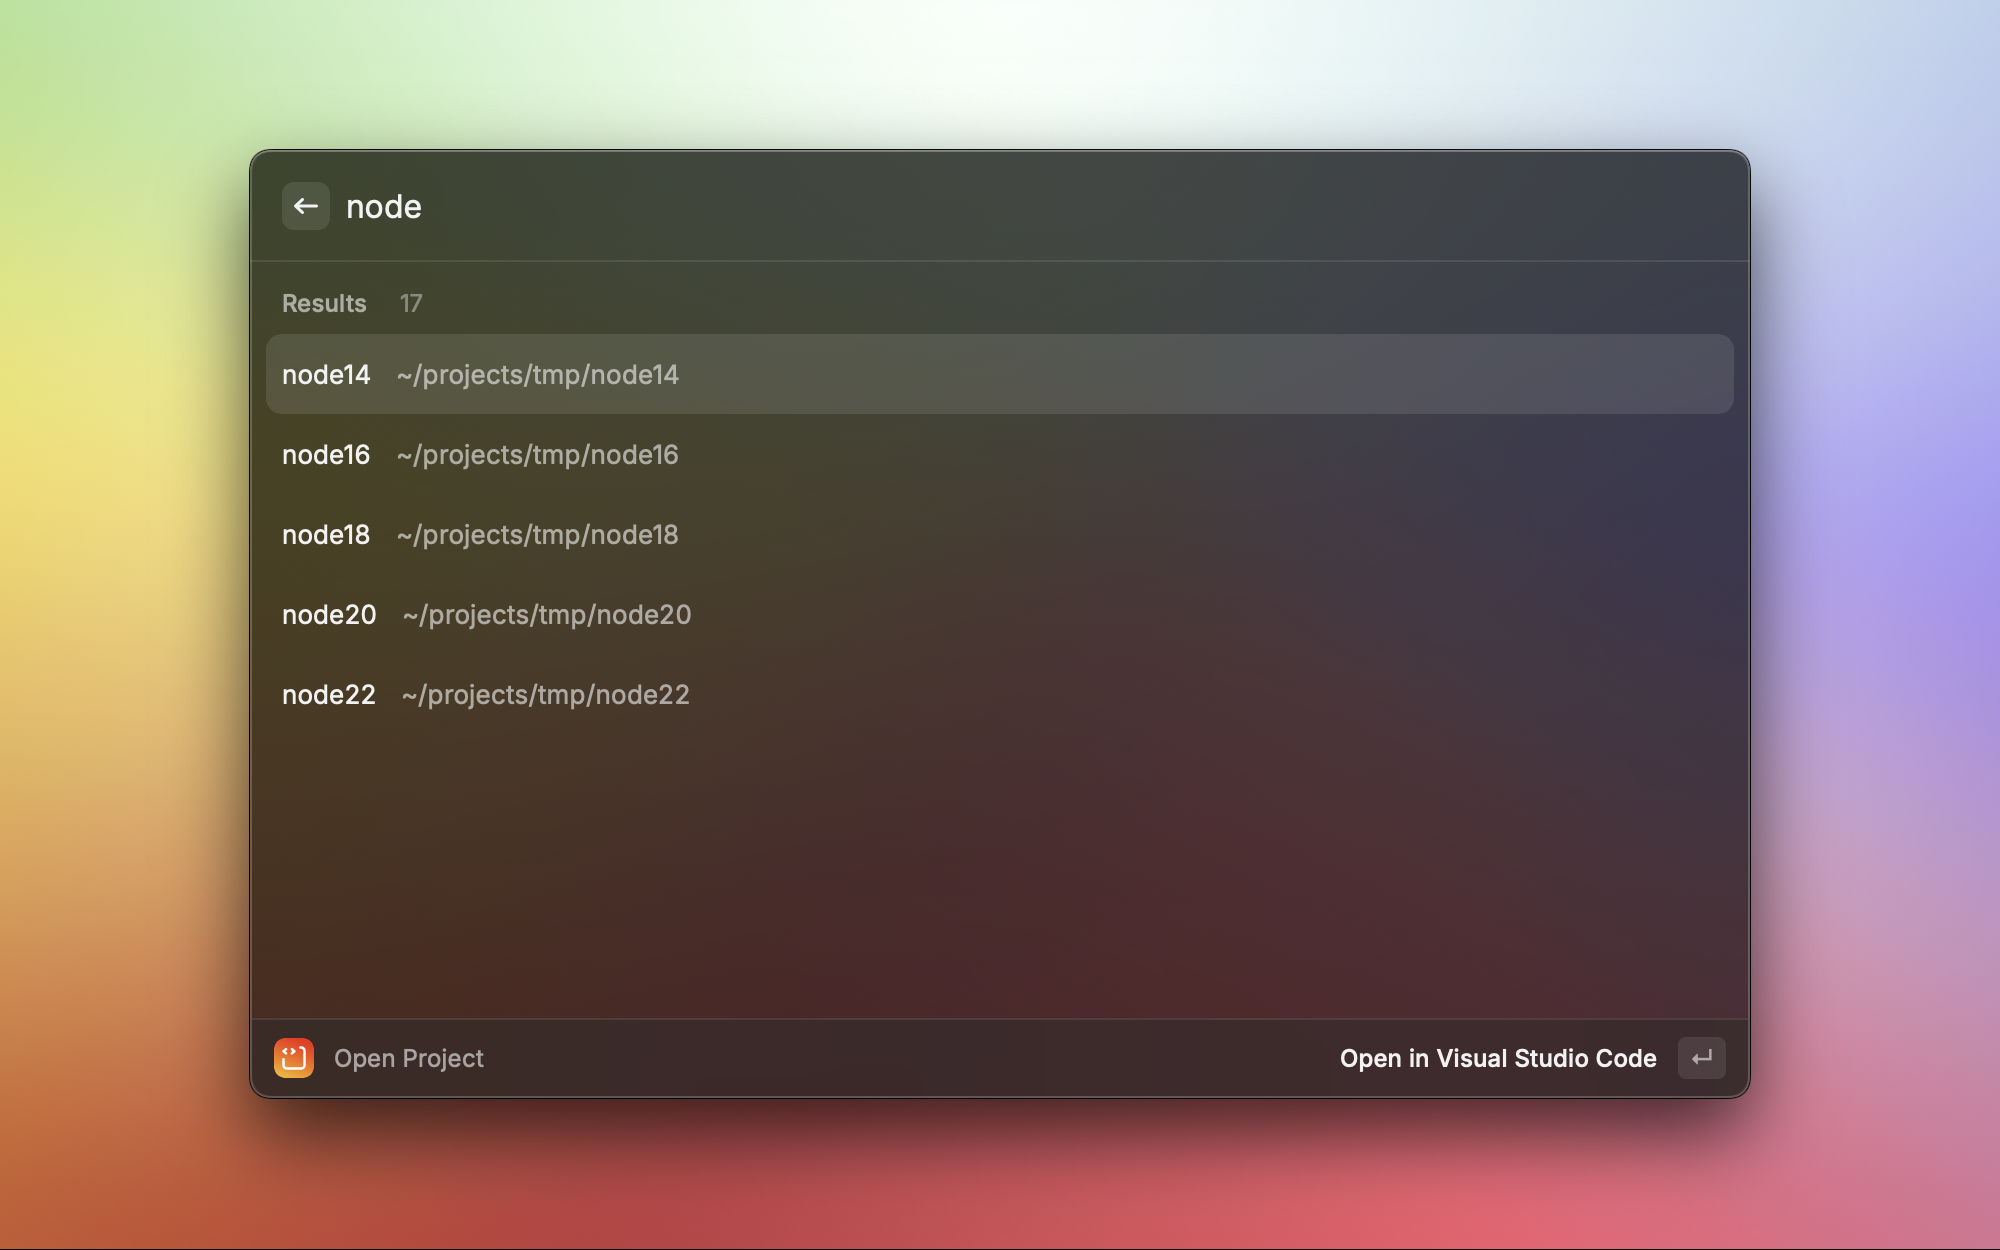 node
Results 17
node14 ~/projects/tmp/node14
node16 ~/projects/tmp/node16
node18 ~/projects/tmp/node18
node20 ~/projects/tmp/node20
node22 ~/projects/tmp/node22
Open Project Open in Visual Studio Code